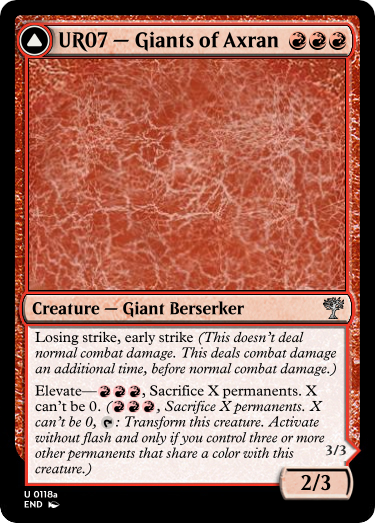 UR07 — Giants of Axran
Creature — Giant Berserker
Losing strike, early strike (This doesn't deal
normal combat damage. This deals combat damage
an additional time, before normal combat damage.)
Elevate—, Sacrifice X permanents. X
can't be 0. (, Sacrifice X permanents. X
can't be 0, : Transform this creature. Activate
without flash and only if you control three or more
other permanents that share a color with this
creature.)
3/3
2/3
U 0118a
END